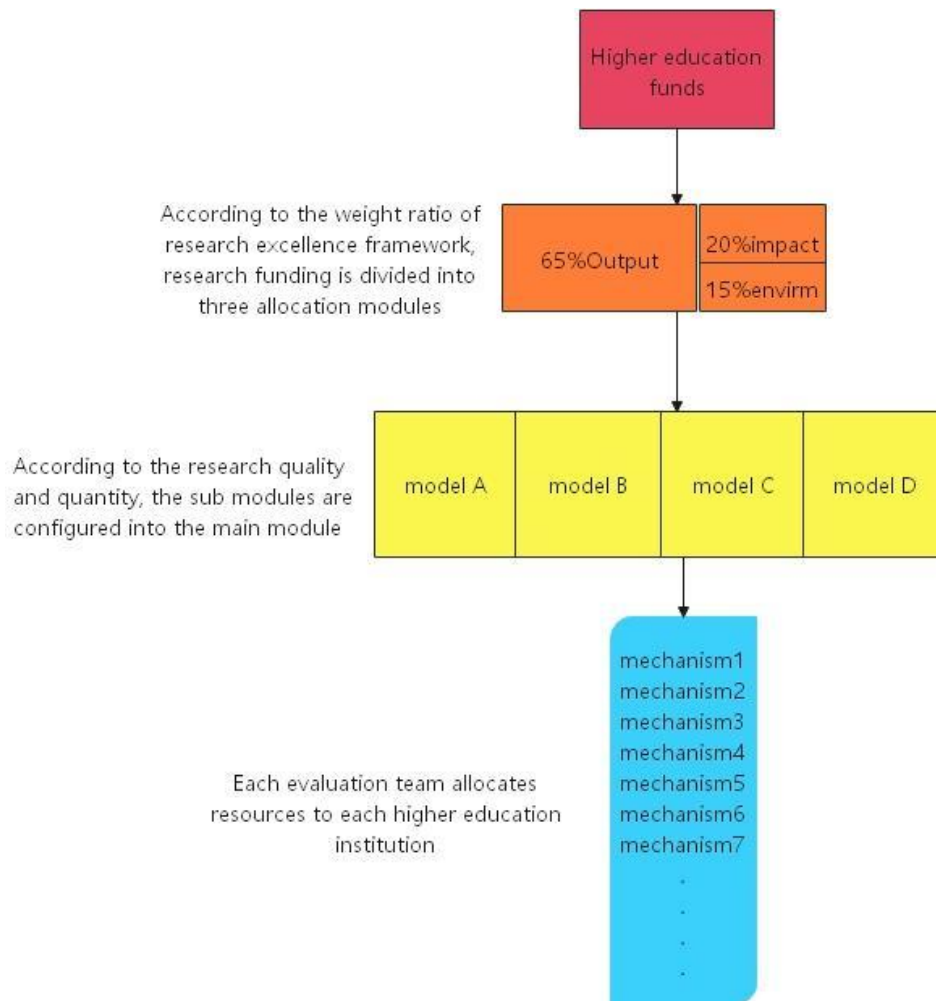 Higher education
funds
According to the weight ratio of
research excellence framework,
research funding is divided into
three allocation modules
65%Output
20%impact
15%envirm
According to the research quality
and quantity, the sub modules are
configured into the main module
model A
model B
model C
model D
mechanism1
mechanism2
mechanism3
mechanism4
mechanism5
mechanism6
mechanism7
.
.
.
.
Each evaluation team allocates
resources to each higher education
institution